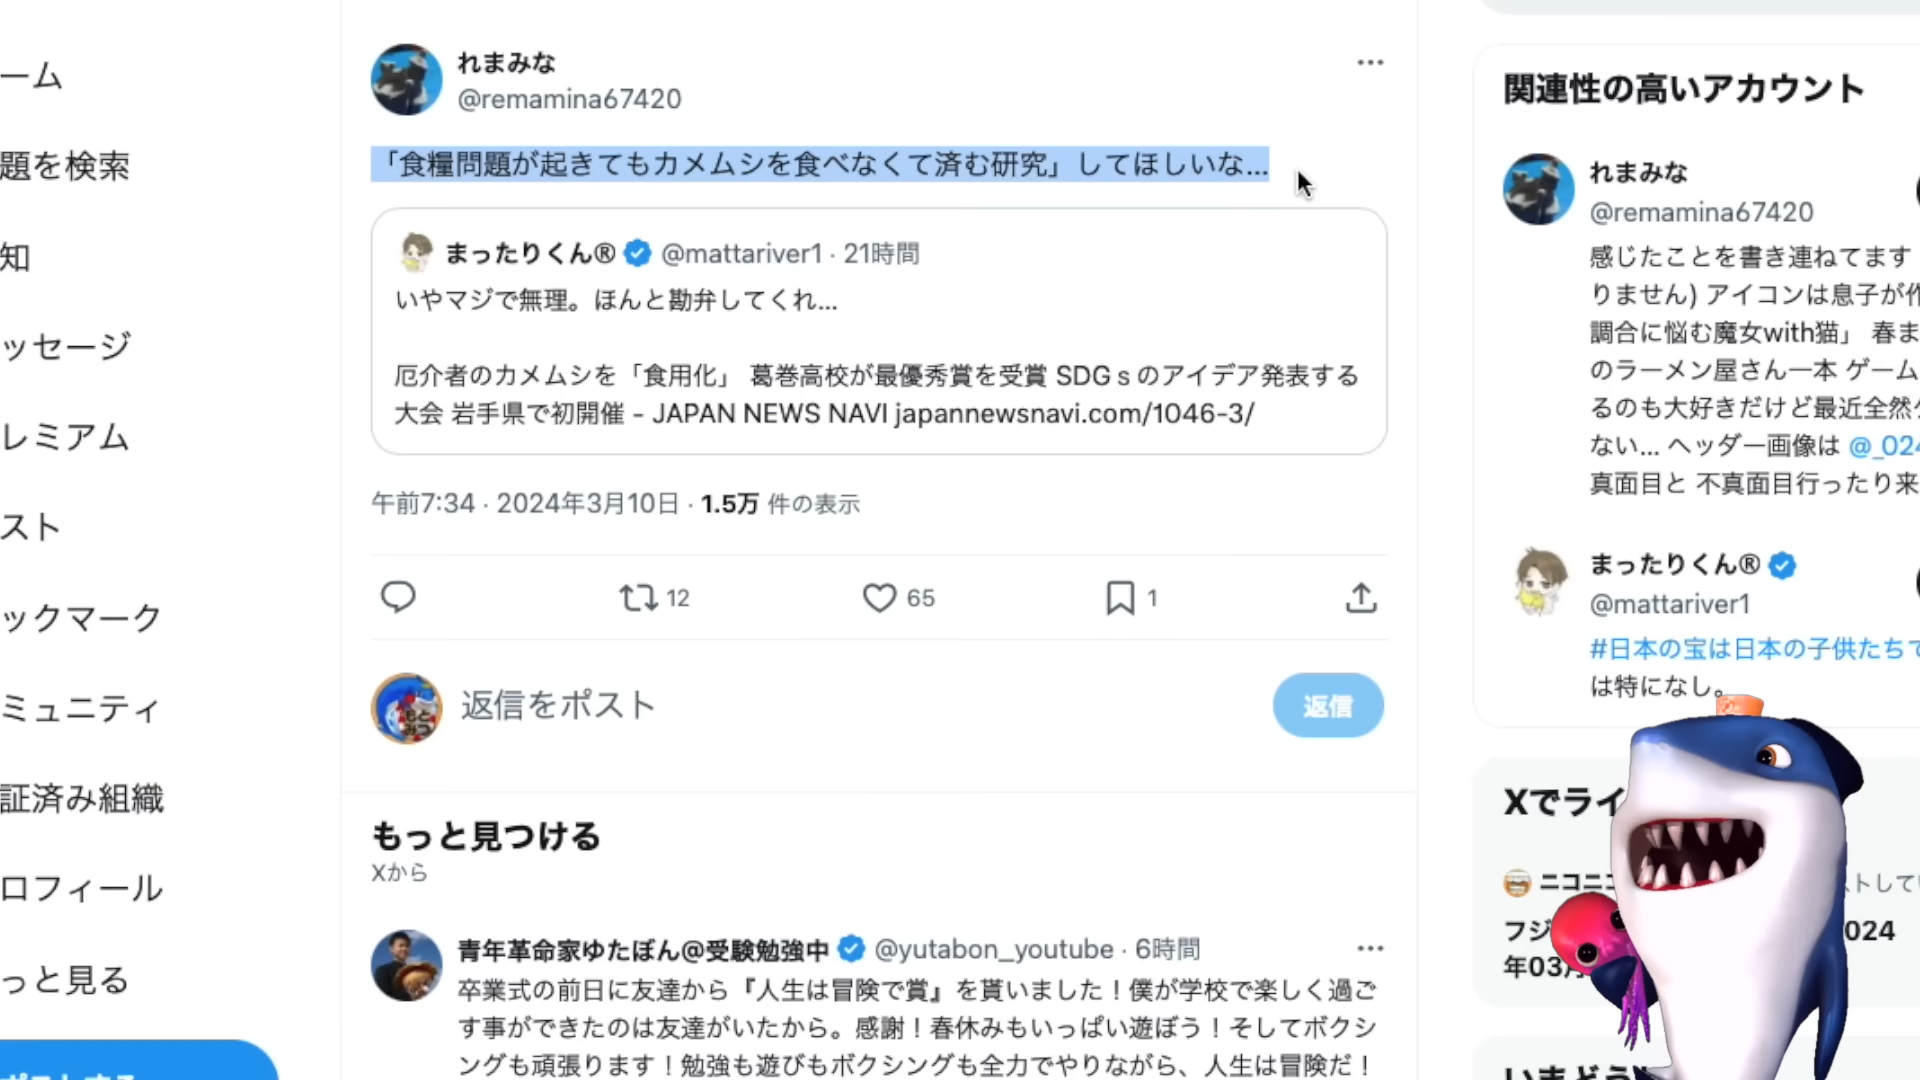 ーム
題を検索
知
ッセージ
レミアム
スト
ックマーク
ミュニティ
証済み組織
ロフィール
っと見る
れまみな
@remamina67420
「食糧問題が起きてもカメムシを食べなくて済む研究」してほしいな...
まったりくん® @mattariver1 · 21時間
いやマジで無理。ほんと勘弁してくれ...
厄介者のカメムシを「食用化」 葛巻高校が最優秀賞を受賞 SDGｓのアイデア発表する
大会 岩手県で初開催 – JAPAN NEWS NAVI japannewsnavi.com/1046-3/
午前7:34 · 2024年3月10日 · 1.5万 件の表示
12
65
1
もと
みつ
返信をポスト
返信
もっと見つける
Xから
青年革命家ゆたぼん@受験勉強中 @yutabon_youtube · 6時間
卒業式の前日に友達から『人生は冒険で賞』を貰いました！僕が学校で楽しく過ご
す事ができたのは友達がいたから。感謝！春休みもいっぱい遊ぼう！そしてボクシ
ングも頑張ります！勉強も遊びもボクシングも全力でやりながら、人生は冒険だ！
関連性の高いアカウント
れまみな
@remamina67420
感じたことを書き連ねてます
りません) アイコンは息子が作
調合に悩む魔女with猫」 春ま
のラーメン屋さん一本 ゲーム
るのも大好きだけど最近全然
ない... ヘッダー画像は @_024
真面目と 不真面目行ったり来
まったりくん®
@mattariver1
#日本の宝は日本の子供たちで
は特になし。
Xでライ
ニコニコ
トして
フジ
024
年03月